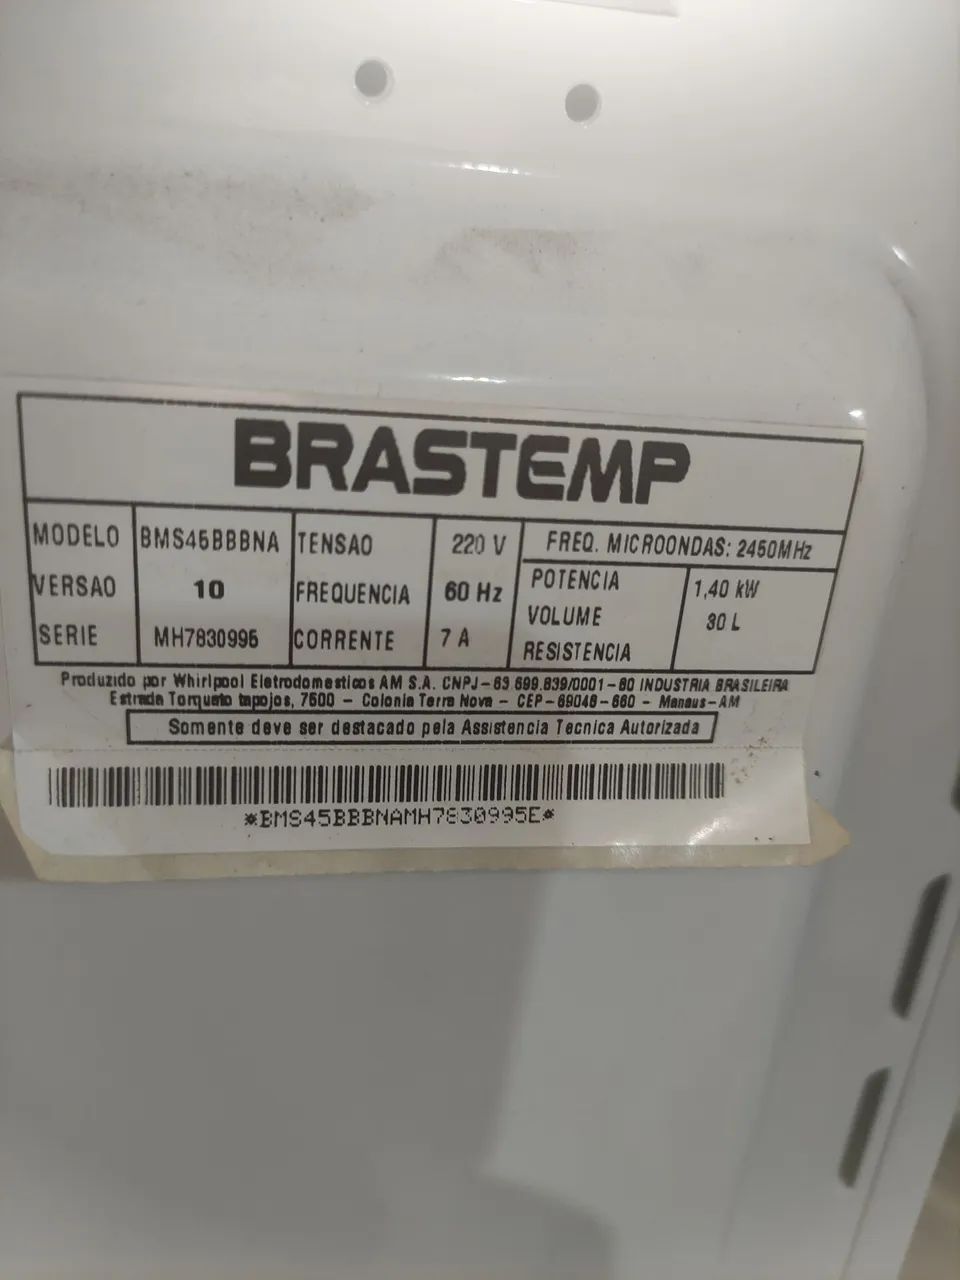 BRASTEMP
MODELO BMS45BBBNA TENSAO 220 V FREQ. MICROONDAS: 2450MHz
VERSAO 10 FREQUENCIA 60 Hz POTENCIA 1,40 kW
SERIE MH7830995 CORRENTE 7 A VOLUME 30 L
RESISTENCIA
Produzido por Whirlpool Eletrodomesticos AM S.A. CNPJ-63.699.839/0001-80 INDUSTRIA BRASILEIRA
Estrada Torquato tapajos, 7500 - Colonia Terra Nova - CEP-69048-660 - Manaus-AM
Somente deve ser destacado pela Assistencia Tecnica Autorizada
*BMS45BBBNAMH7830995E*